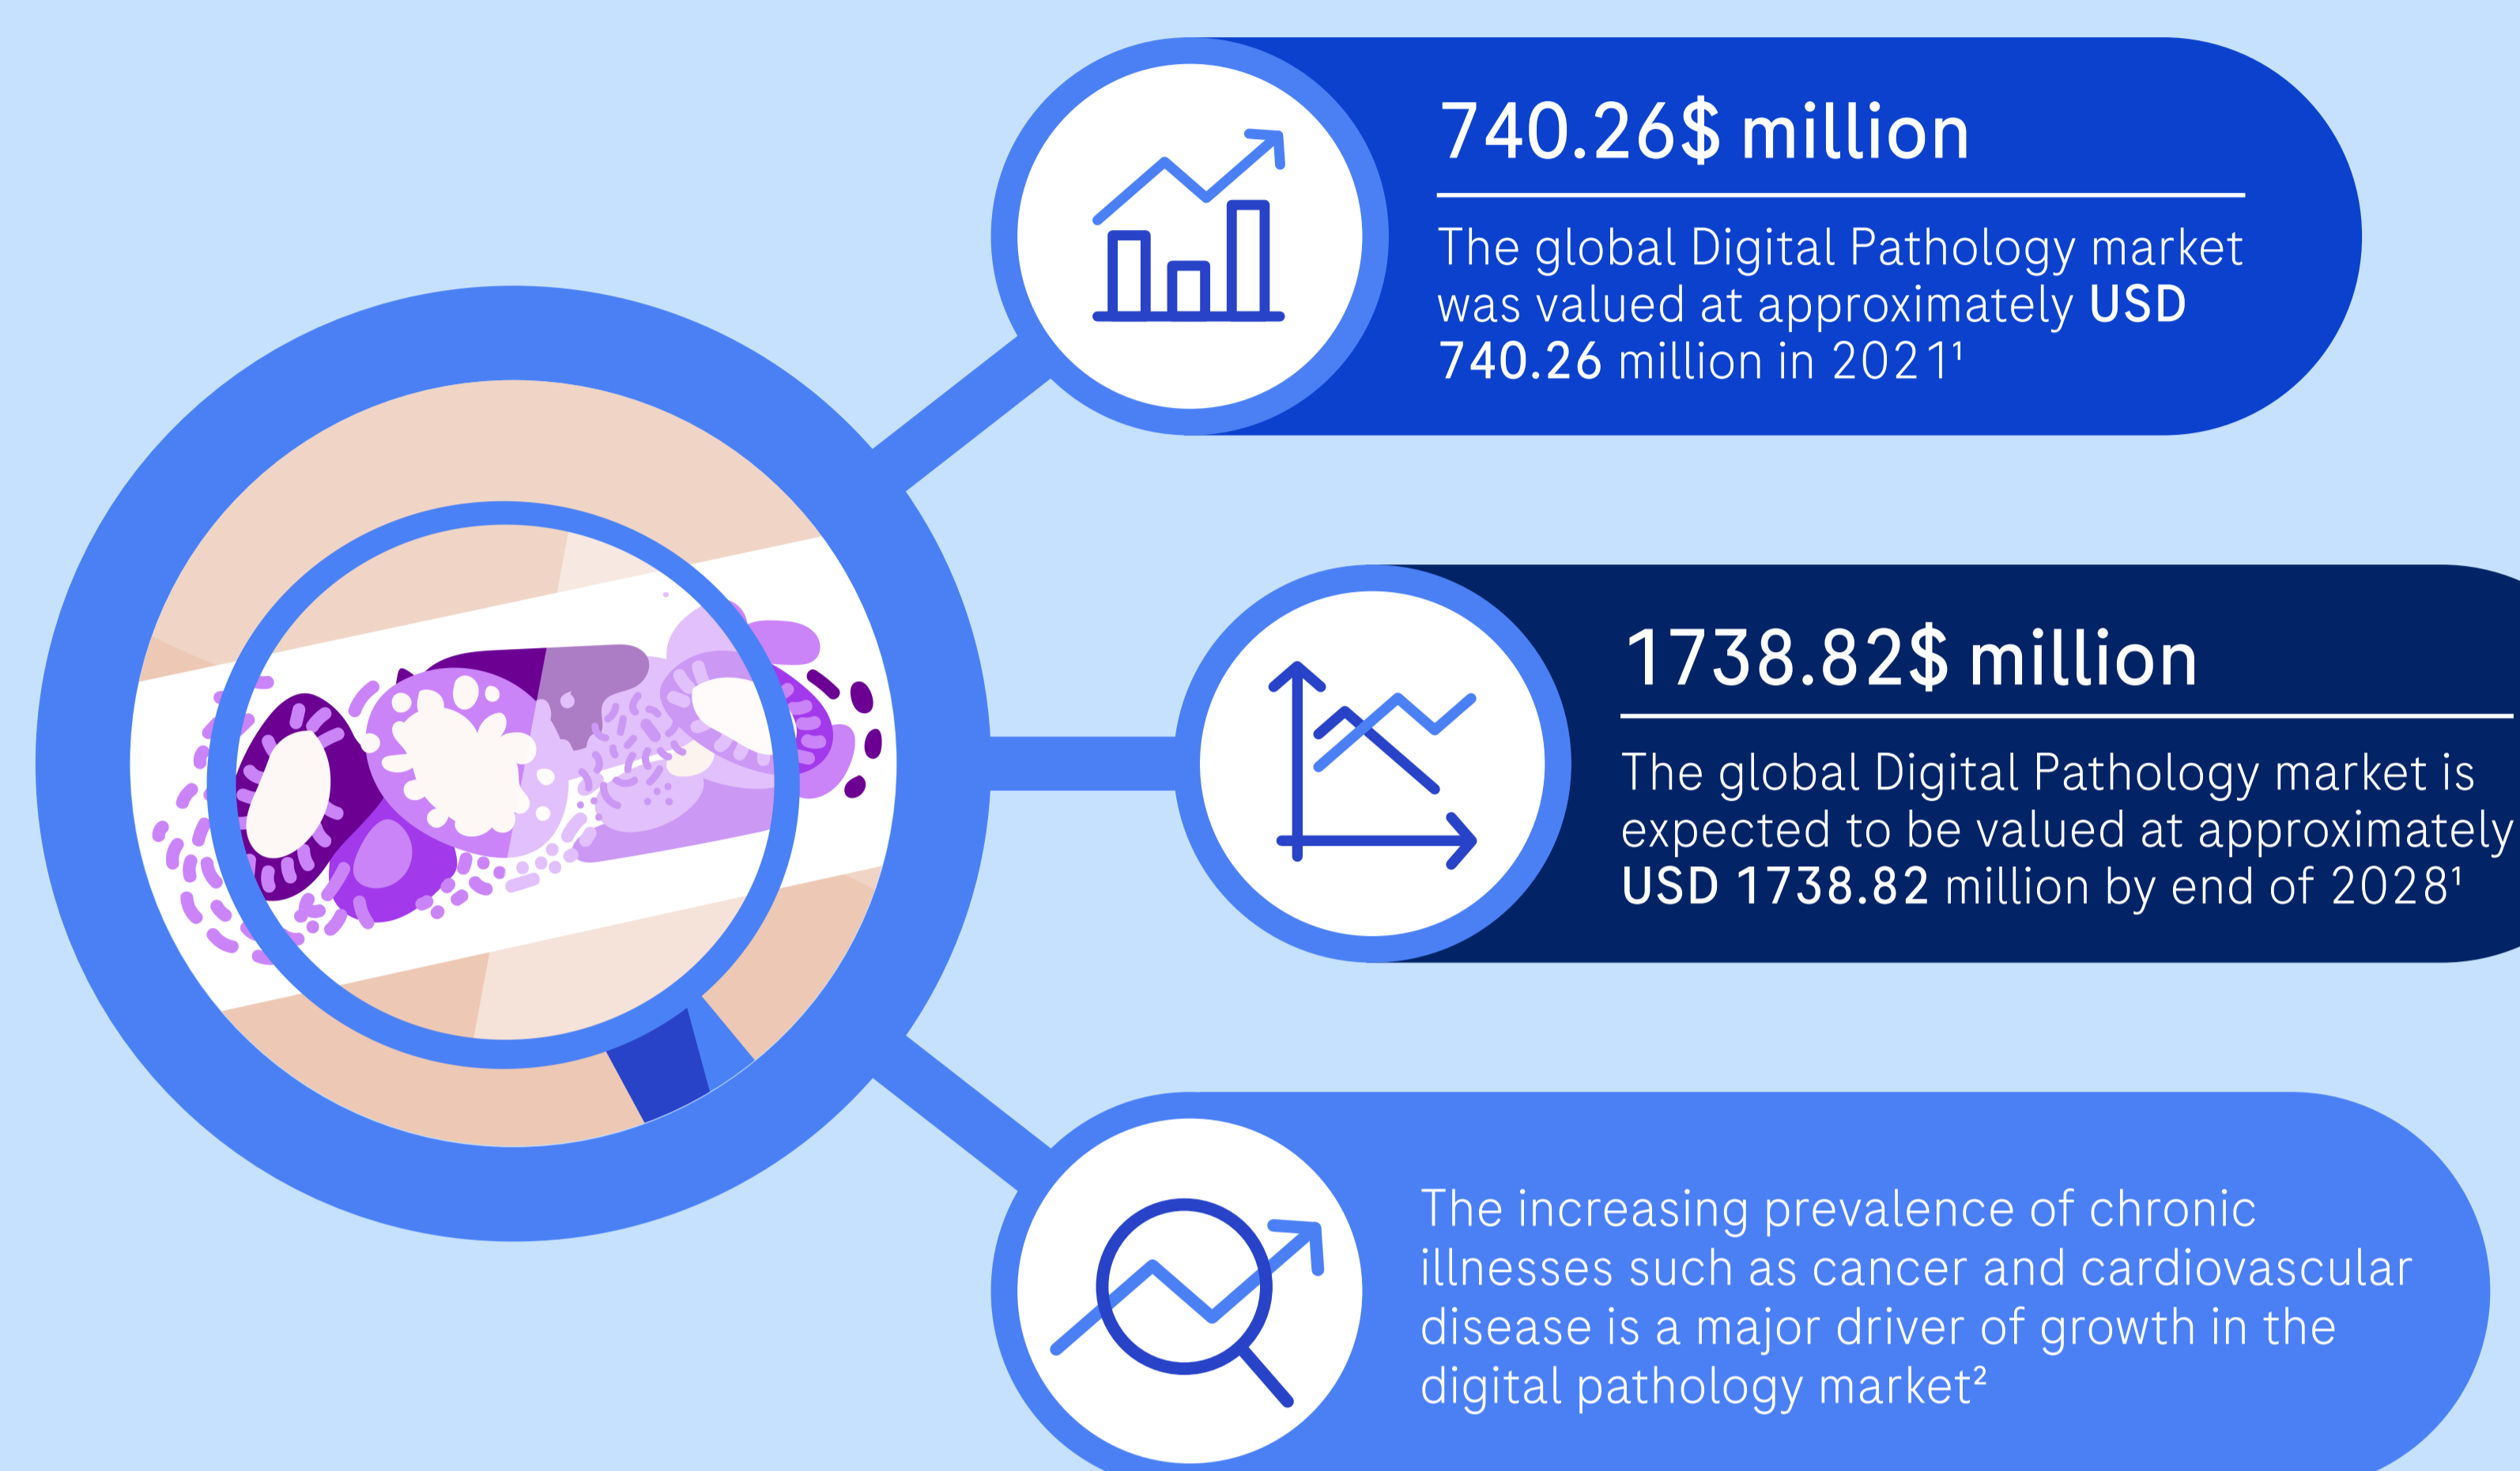 740.26$ million
The global Digital Pathology market
was valued at approximately USD
740.26 million in 2021¹
1738.82$ million
The global Digital Pathology market is
expected to be valued at approximately
USD 1738.82 million by end of 2028¹
The increasing prevalence of chronic
illnesses such as cancer and cardiovascular
disease is a major driver of growth in the
digital pathology market²